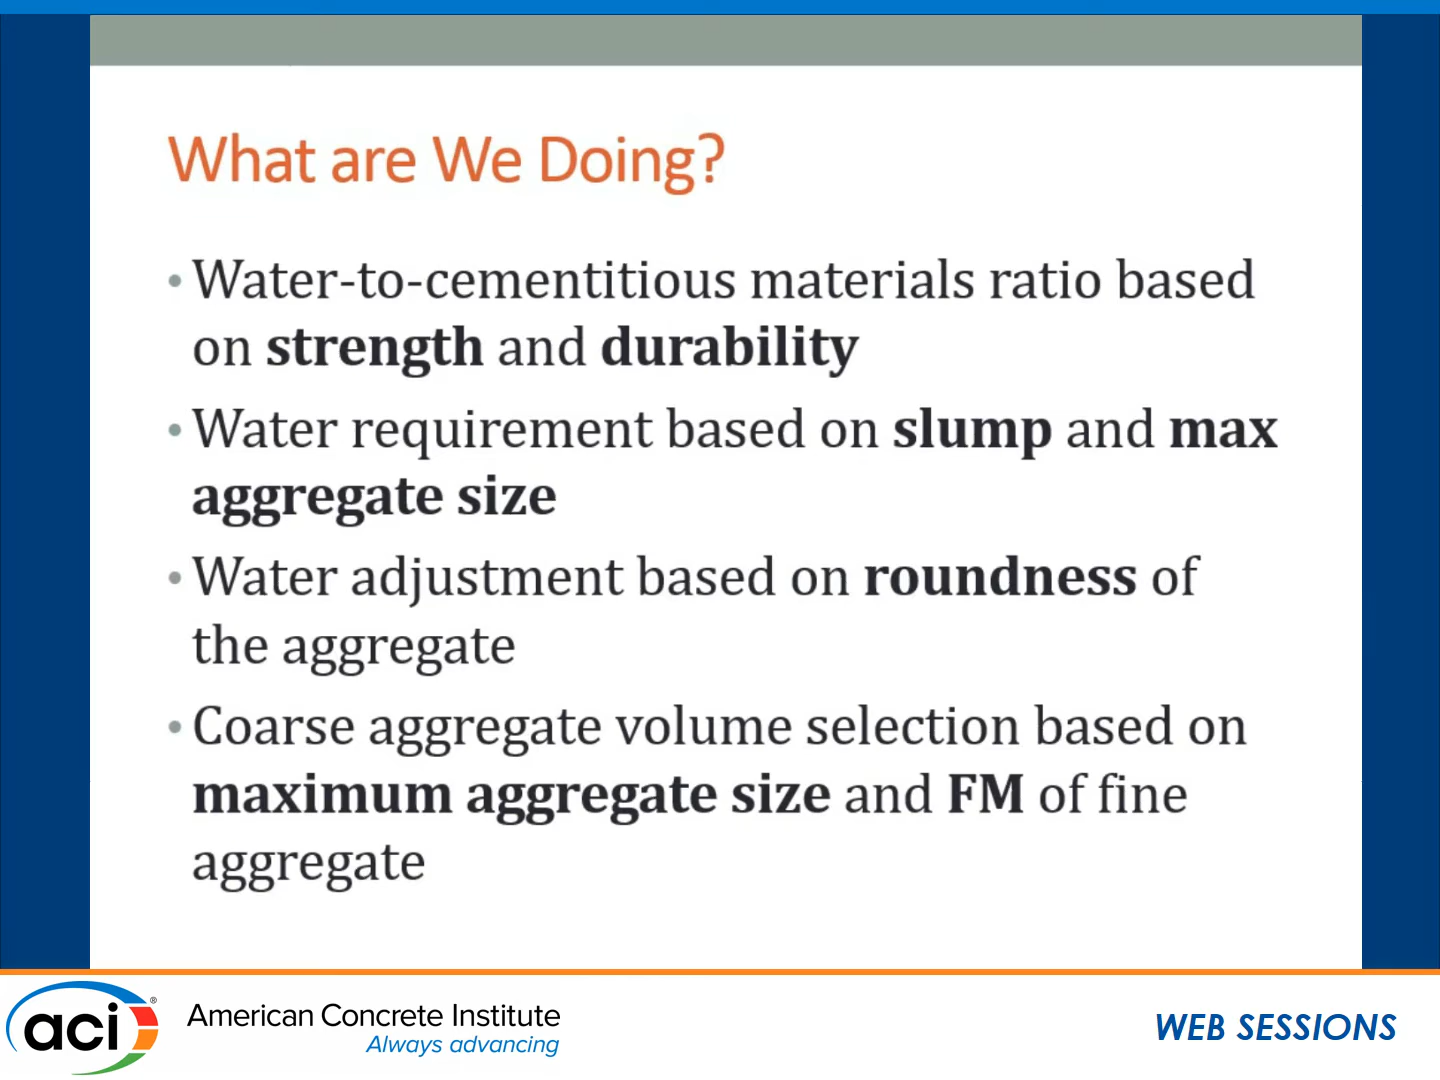 What are We Doing?
• Water-to-cementitious materials ratio based
on strength and durability
• Water requirement based on slump and max
aggregate size
• Water adjustment based on roundness of
the aggregate
• Coarse aggregate volume selection based on
maximum aggregate size and FM of fine
aggregate
aci®
American Concrete Institute
Always advancing
WEB SESSIONS